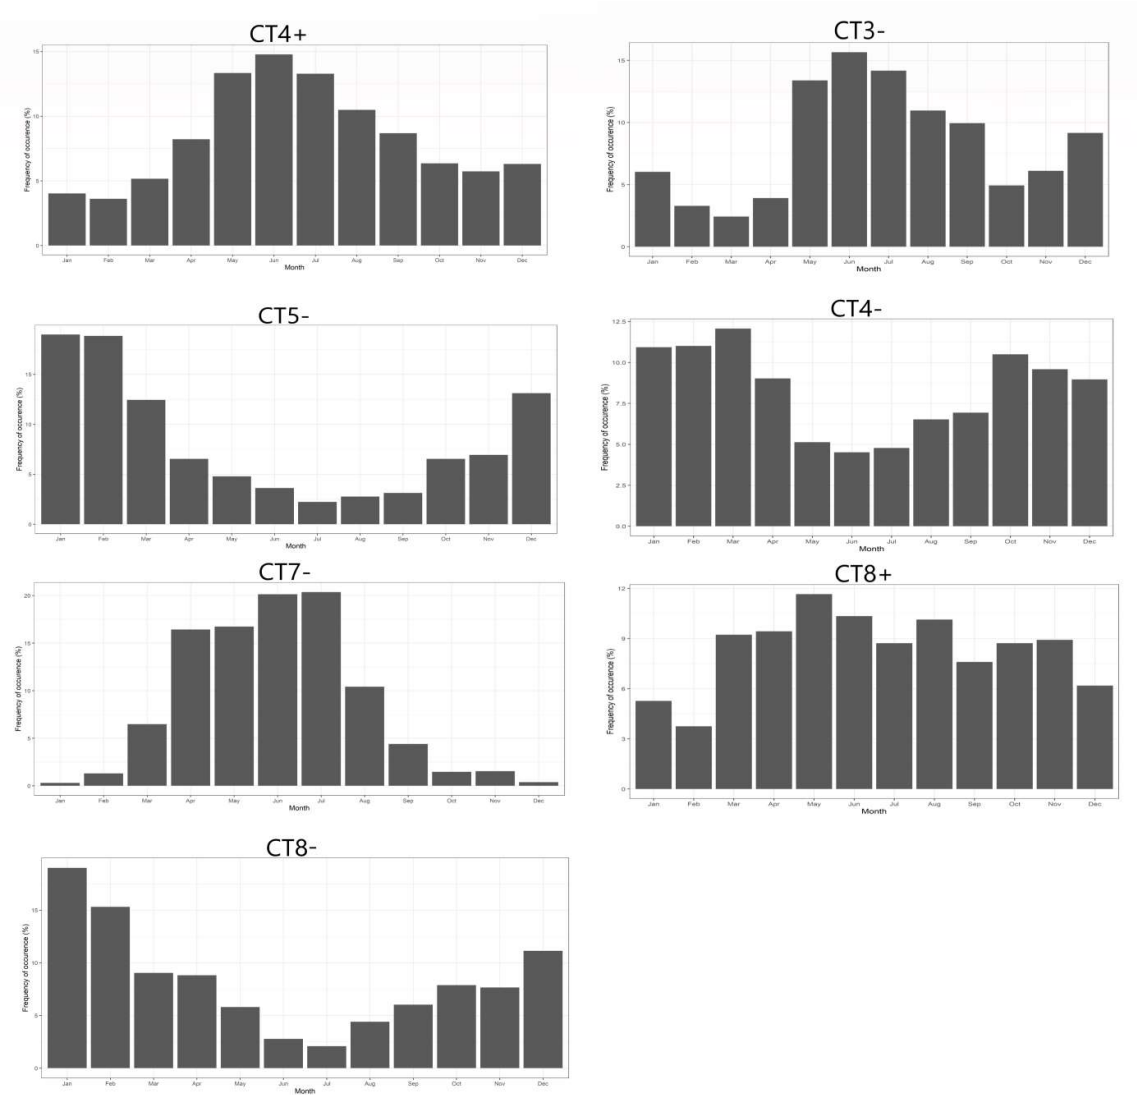 CT4+
Frequency of occurence (%)
15
10
5
0
Jan Feb Mar Apr May Jun Jul Aug Sep Oct Nov Dec
Month
CT3-
Frequency of occurence (%)
15
10
5
0
Jan Feb Mar Apr May Jun Jul Aug Sep Oct Nov Dec
Month
CT5-
Frequency of occurence (%)
15
10
5
0
Jan Feb Mar Apr May Jun Jul Aug Sep Oct Nov Dec
Month
CT4-
Frequency of occurence (%)
12.5
10.0
7.5
5.0
2.5
0.0
Jan Feb Mar Apr May Jun Jul Aug Sep Oct Nov Dec
Month
CT7-
Frequency of occurence (%)
20
15
10
5
0
Jan Feb Mar Apr May Jun Jul Aug Sep Oct Nov Dec
Month
CT8+
Frequency of occurence (%)
12
9
6
3
0
Jan Feb Mar Apr May Jun Jul Aug Sep Oct Nov Dec
Month
CT8-
Frequency of occurence (%)
15
10
5
0
Jan Feb Mar Apr May Jun Jul Aug Sep Oct Nov Dec
Month